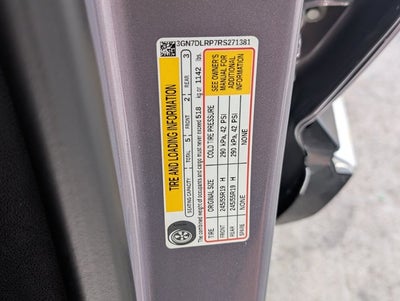 3GN7DLRP7RS271381
TIRE AND LOADING INFORMATION
SEATING CAPACITY TOTAL 5 FRONT 2 REAR 3
The combined weight of occupants and cargo must never exceed 518 kg or 1142 lbs.
TIRE ORIGINAL SIZE COLD TIRE PRESSURE
FRONT 245/55R19 H 290 kPa, 42 PSI
REAR 245/55R19 H 290 kPa, 42 PSI
SPARE NONE NONE
SEE OWNER'S
MANUAL FOR
ADDITIONAL
INFORMATION